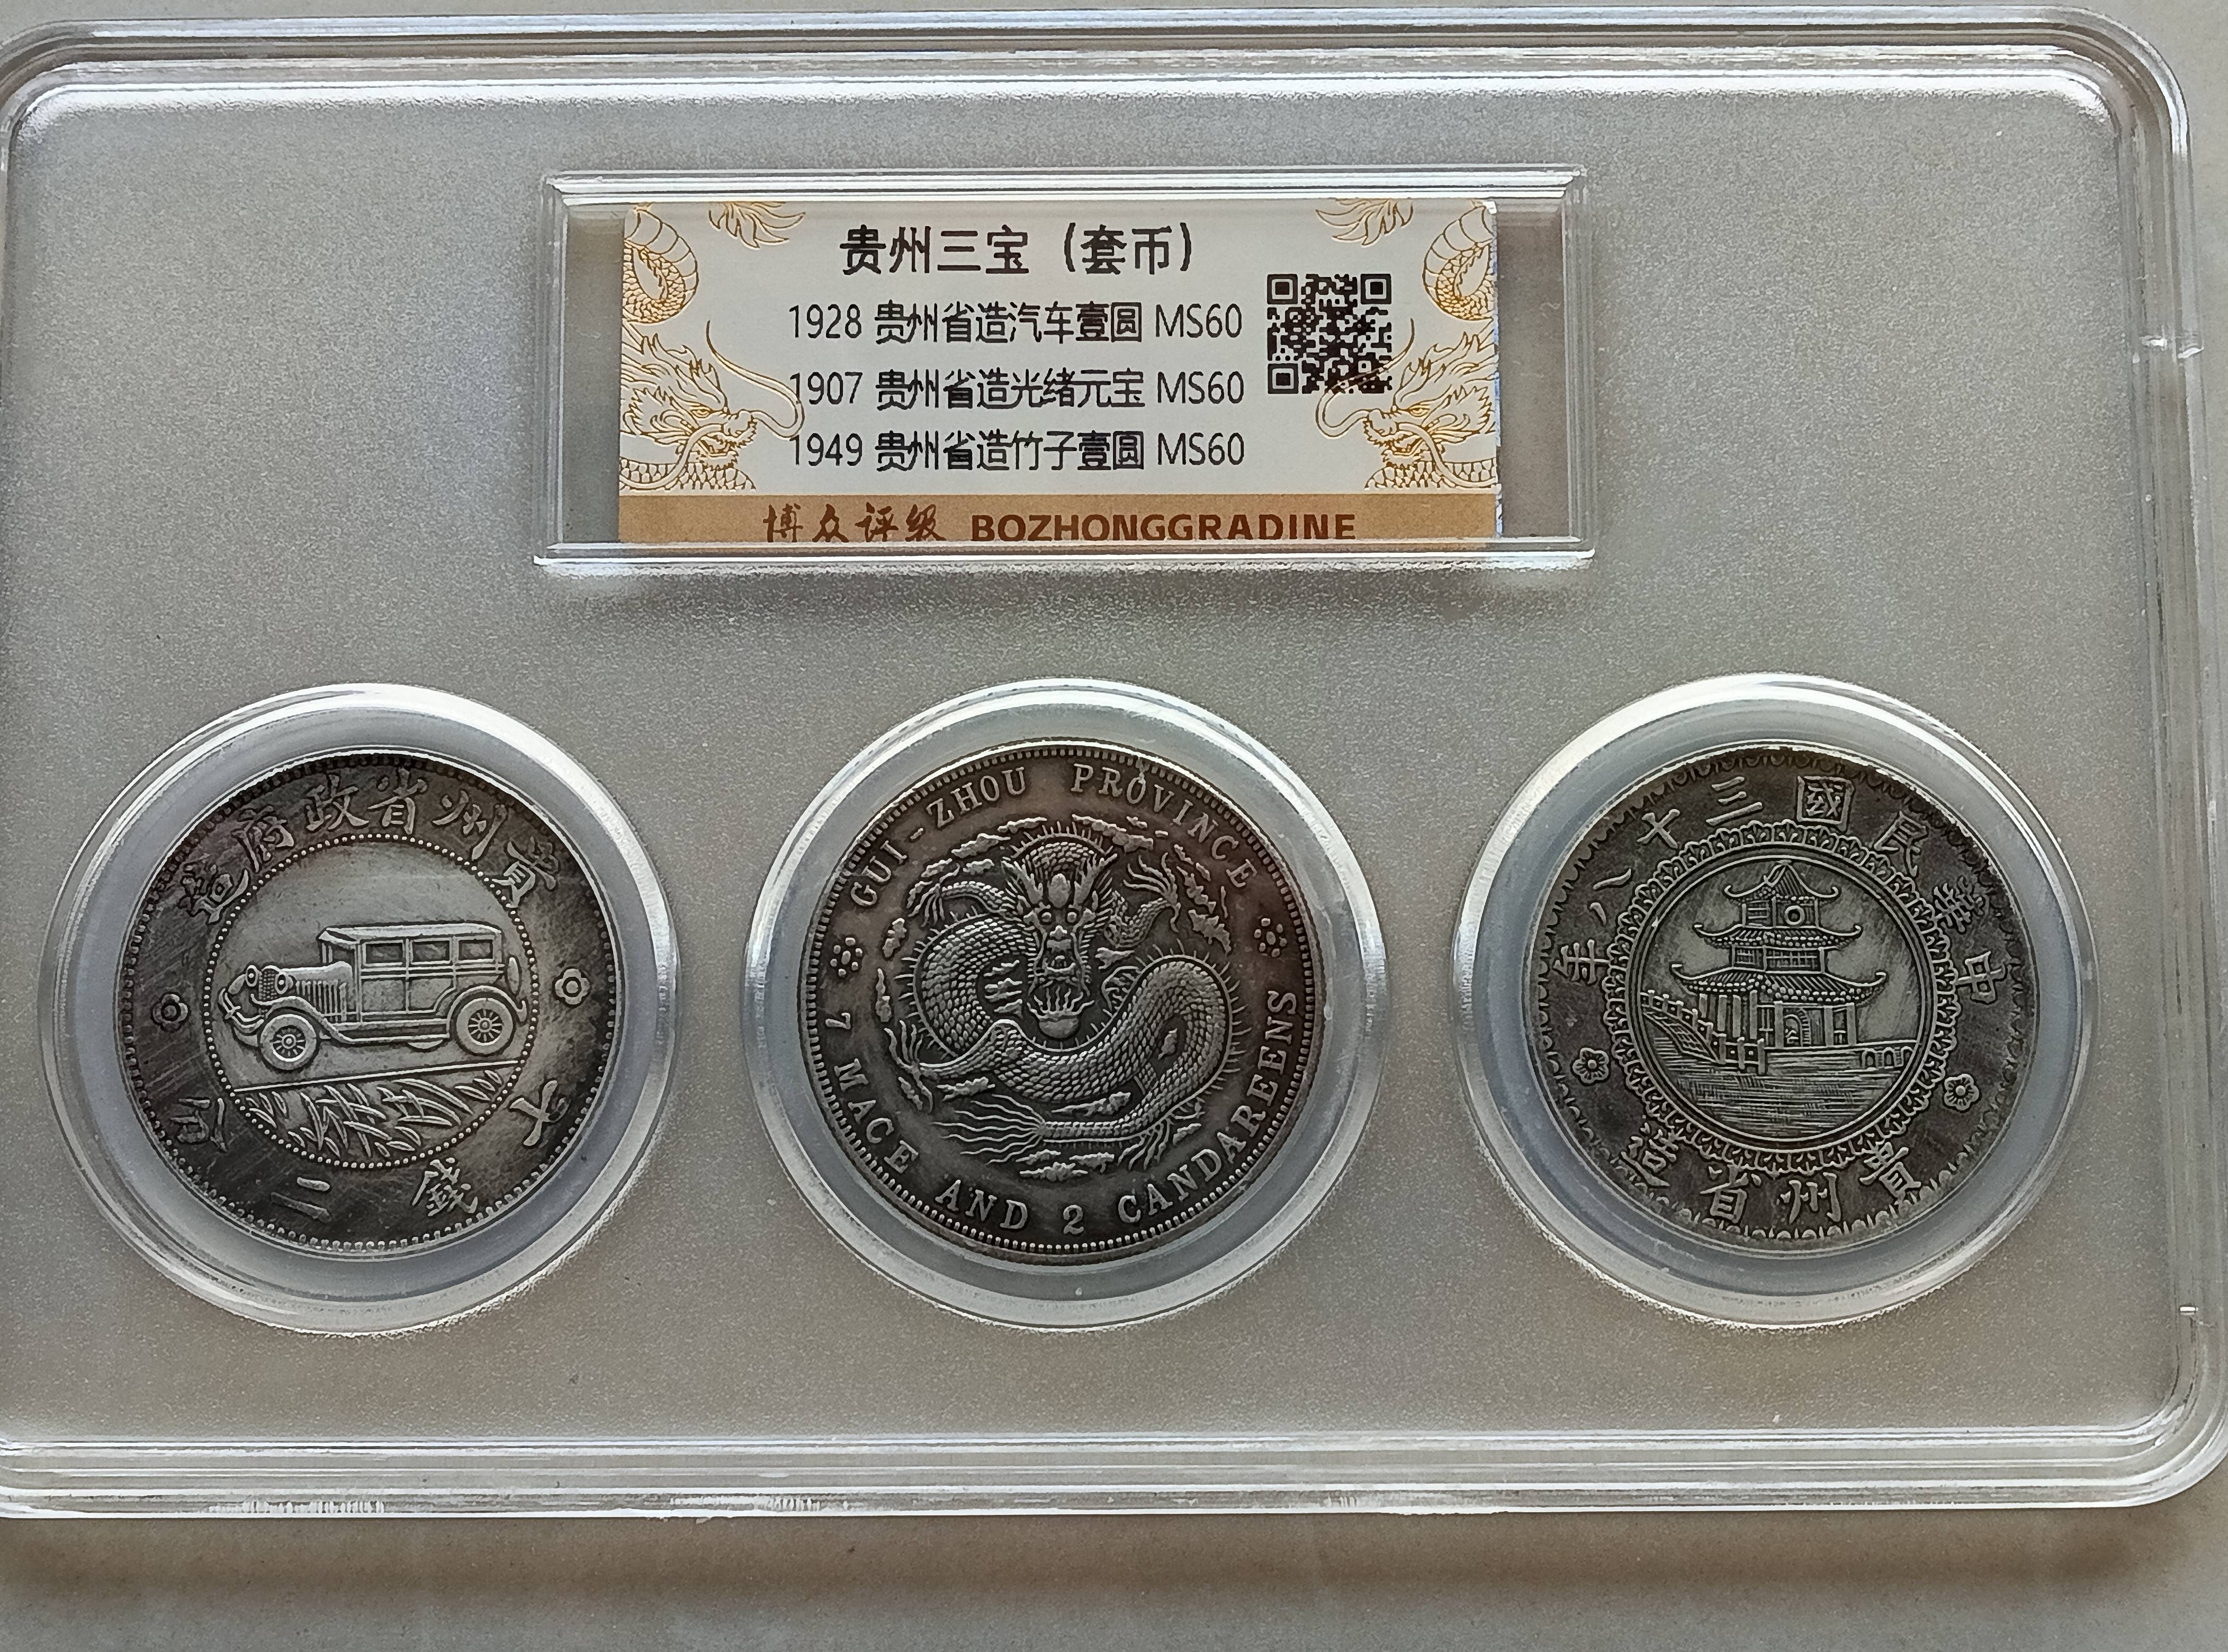 贵州三宝（套币）
1928 贵州省造汽车壹圆 MS60
1907 贵州省造光绪元宝 MS60
1949 贵州省造竹子壹圆 MS60
博众评级 BOZHONGGRADINE
貴州省政府造
七錢二分
GUI-ZHOU PROVINCE
7 MACE AND 2 CANDAREENS
中華民國三十八年
貴州省造